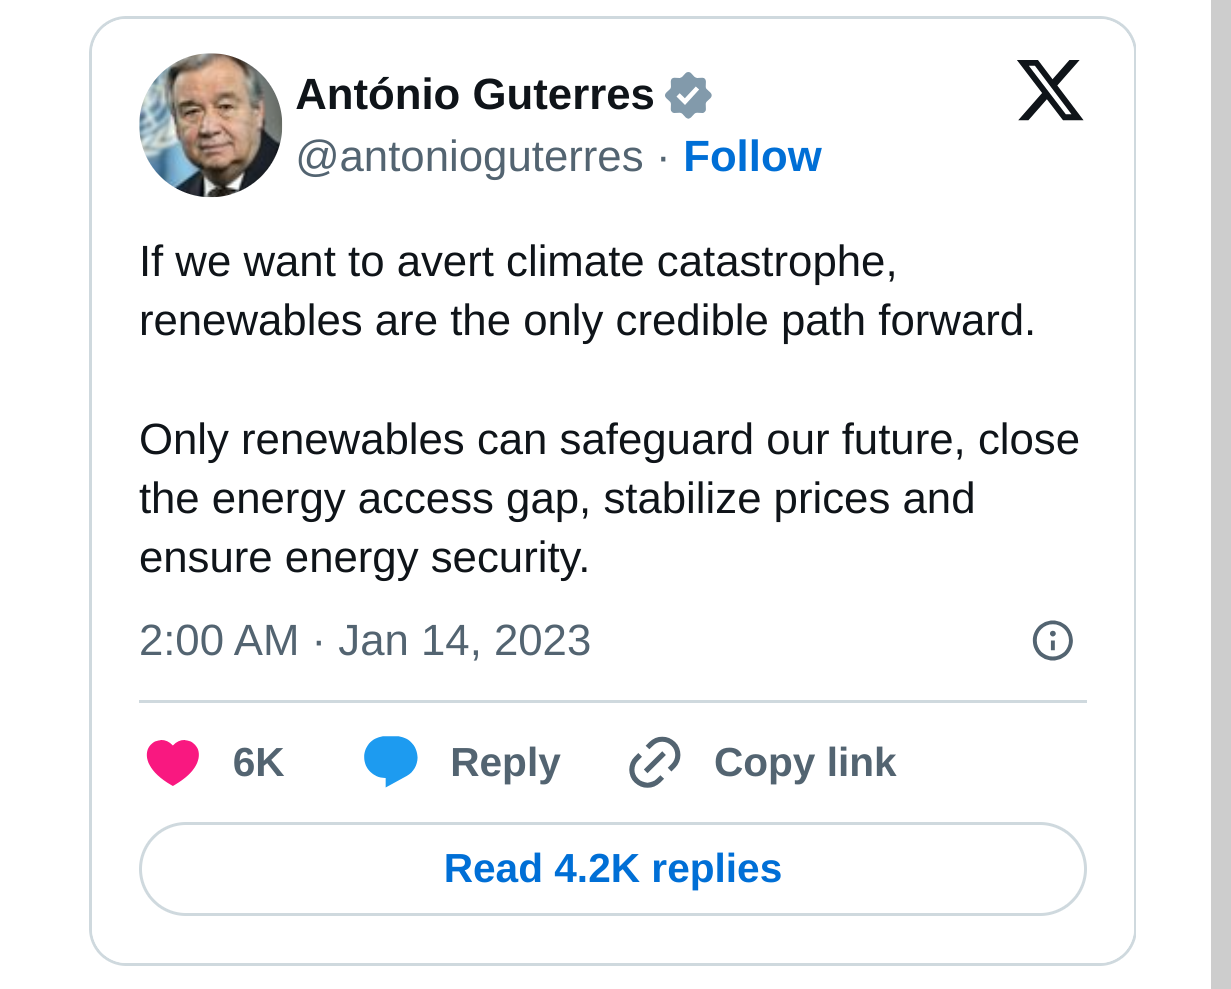 António Guterres
@antonioguterres · Follow
If we want to avert climate catastrophe,
renewables are the only credible path forward.
Only renewables can safeguard our future, close
the energy access gap, stabilize prices and
ensure energy security.
2:00 AM · Jan 14, 2023
6K Reply Copy link
Read 4.2K replies